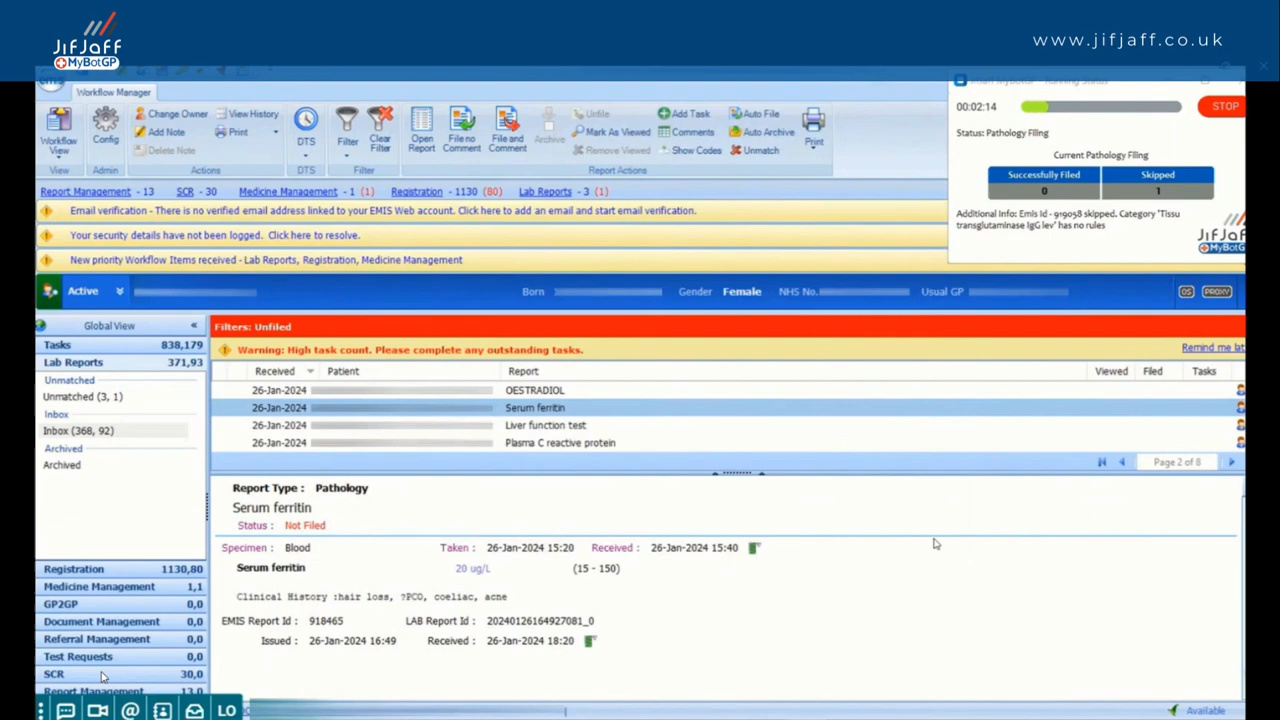 JifJaff
MyBotGP
www.jifjaff.co.uk
Workflow Manager
Running Status
Workflow View
Config
Change Owner
View History
Add Note
Print
Delete Note
DTS
Filter
Clear Filter
Open Report
File no Comment
File and Comment
Archive
Unfile
Mark As Viewed
Remove Viewed
Add Task
Comments
Show Codes
Auto File
Auto Archive
Unmatch
Print
View
Admin
Actions
DTS
Filter
Report Actions
00:02:14
STOP
Status: Pathology Filing
Current Pathology Filing
Successfully Filed
Skipped
0
1
Additional Info: Emis Id - 919058 skipped. Category 'Tissu
transglutaminase IgG lev' has no rules
JifJaff
MyBotGP
Report Management - 13 SCR - 30 Medicine Management - 1 (1) Registration - 1130 (80) Lab Reports - 3 (1)
Email verification - There is no verified email address linked to your EMIS Web account. Click here to add an email and start email verification.
Your security details have not been logged. Click here to resolve.
New priority Workflow Items received - Lab Reports, Registration, Medicine Management
Active Born Gender Female NHS No. Usual GP OS PROXY
Global View «
Tasks 838,179
Lab Reports 371,93
Unmatched
Unmatched (3, 1)
Inbox
Inbox (368, 92)
Archived
Archived
Registration 1130,80
Medicine Management 1,1
GP2GP 0,0
Document Management 0,0
Referral Management 0,0
Test Requests 0,0
SCR 30,0
Report Management 13,0
Filters: Unfiled
Warning: High task count. Please complete any outstanding tasks.
Remind me lat
Received Patient Report Viewed Filed Tasks
26-Jan-2024 OESTRADIOL
26-Jan-2024 Serum ferritin
26-Jan-2024 Liver function test
26-Jan-2024 Plasma C reactive protein
Page 2 of 8
Report Type : Pathology
Serum ferritin
Status : Not Filed
Specimen : Blood Taken : 26-Jan-2024 15:20 Received : 26-Jan-2024 15:40
Serum ferritin 20 ug/L (15 - 150)
Clinical History :hair loss, ?PCO, coeliac, acne
EMIS Report Id : 918465 LAB Report Id : 20240126164927081_0
Issued : 26-Jan-2024 16:49 Received : 26-Jan-2024 18:20
LO
Available